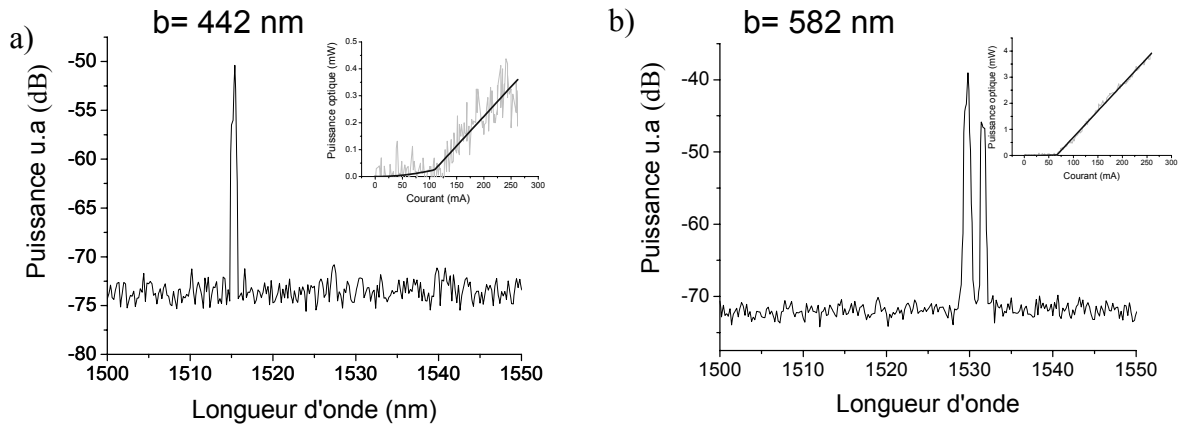 a)
b= 442 nm
Puissance u.a (dB)
-50
-55
-60
-65
-70
-75
-80
1500 1510 1520 1530 1540 1550
Longueur d'onde (nm)
Puissance optique (mW)
0.5
0.4
0.3
0.2
0.1
0.0
0 50 100 150 200 250 300
Courant (mA)
b)
b= 582 nm
Puissance u.a (dB)
-40
-50
-60
-70
1500 1510 1520 1530 1540 1550
Longueur d'onde
Puissance optique (mW)
4
3
2
1
0
0 50 100 150 200 250 300
Courant (mA)